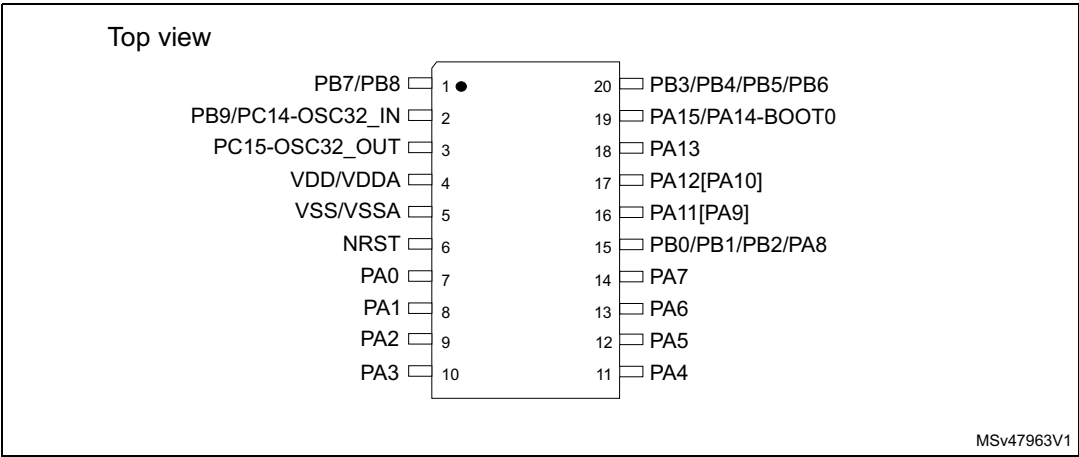 Top view
PB7/PB8 1 20 PB3/PB4/PB5/PB6
PB9/PC14-OSC32_IN 2 19 PA15/PA14-BOOT0
PC15-OSC32_OUT 3 18 PA13
VDD/VDDA 4 17 PA12[PA10]
VSS/VSSA 5 16 PA11[PA9]
NRST 6 15 PB0/PB1/PB2/PA8
PA0 7 14 PA7
PA1 8 13 PA6
PA2 9 12 PA5
PA3 10 11 PA4
MSv47963V1